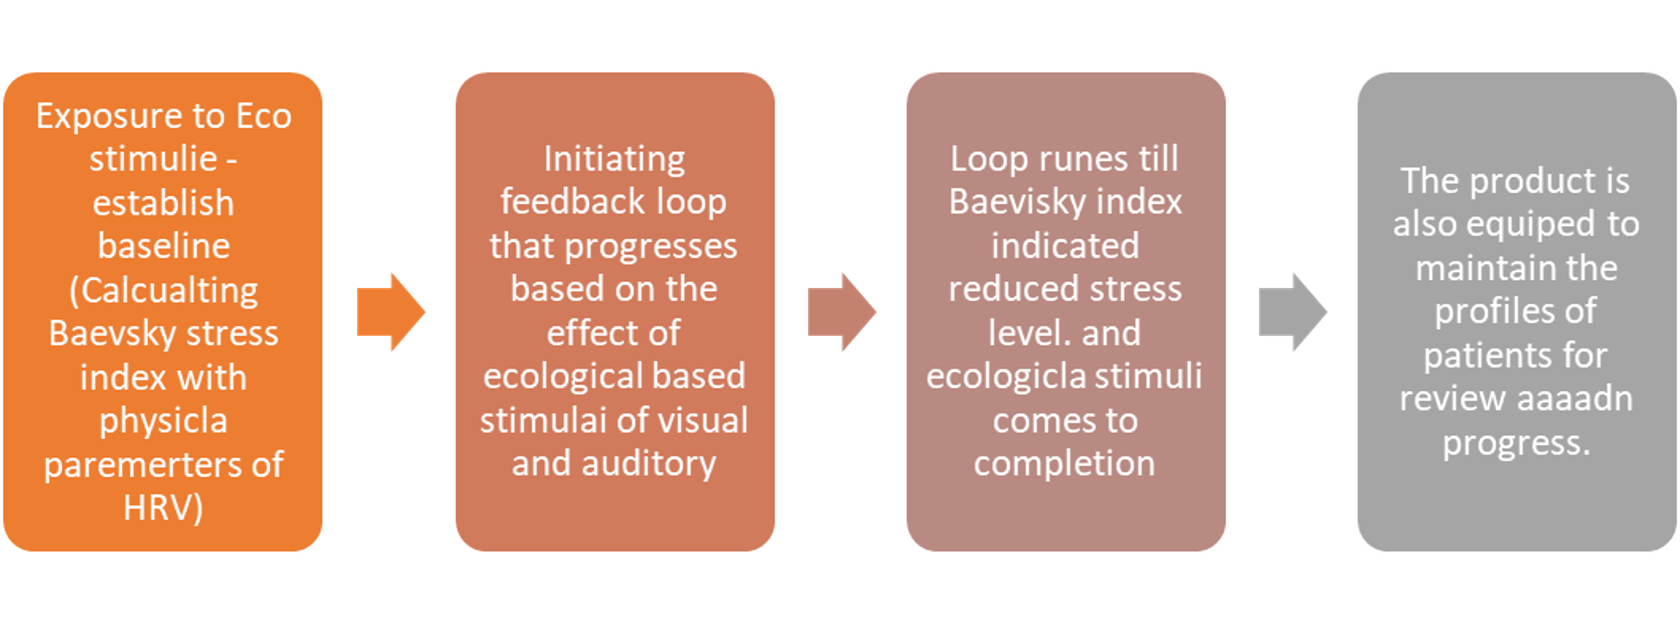 Exposure to Eco
stimulie -
establish
baseline
(Calcualting
Baevsky stress
index with
physicla
paremerters of
HRV)
Initiating
feedback loop
that progresses
based on the
effect of
ecological based
stimulai of visual
and auditory
Loop runes till
Baevisky index
indicated
reduced stress
level. and
ecologicla stimuli
comes to
completion
The product is
also equiped to
maintain the
profiles of
patients for
review aaaadn
progress.